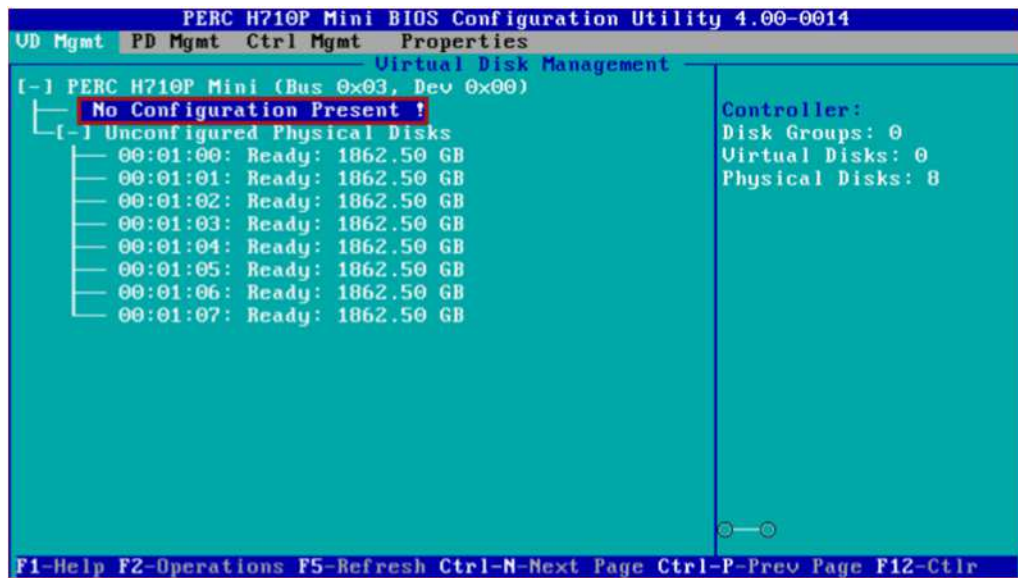 PERC H710P Mini BIOS Configuration Utility 4.00-0014
VD Mgmt PD Mgmt Ctrl Mgmt Properties
Virtual Disk Management
[-] PERC H710P Mini (Bus 0x03, Dev 0x00)
No Configuration Present !
[-] Unconfigured Physical Disks
00:01:00: Ready: 1862.50 GB
00:01:01: Ready: 1862.50 GB
00:01:02: Ready: 1862.50 GB
00:01:03: Ready: 1862.50 GB
00:01:04: Ready: 1862.50 GB
00:01:05: Ready: 1862.50 GB
00:01:06: Ready: 1862.50 GB
00:01:07: Ready: 1862.50 GB
Controller:
Disk Groups: 0
Virtual Disks: 0
Physical Disks: 8
F1-Help F2-Operations F5-Refresh Ctrl-N-Next Page Ctrl-P-Prev Page F12-Ctlr